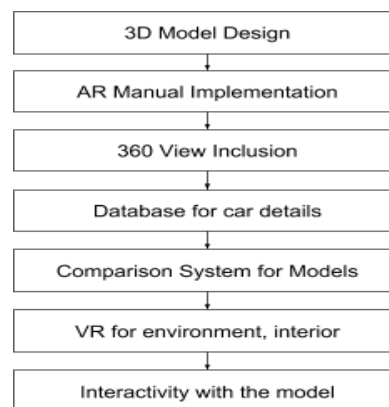 3D Model Design
AR Manual Implementation
360 View Inclusion
Database for car details
Comparison System for Models
VR for environment, interior
Interactivity with the model